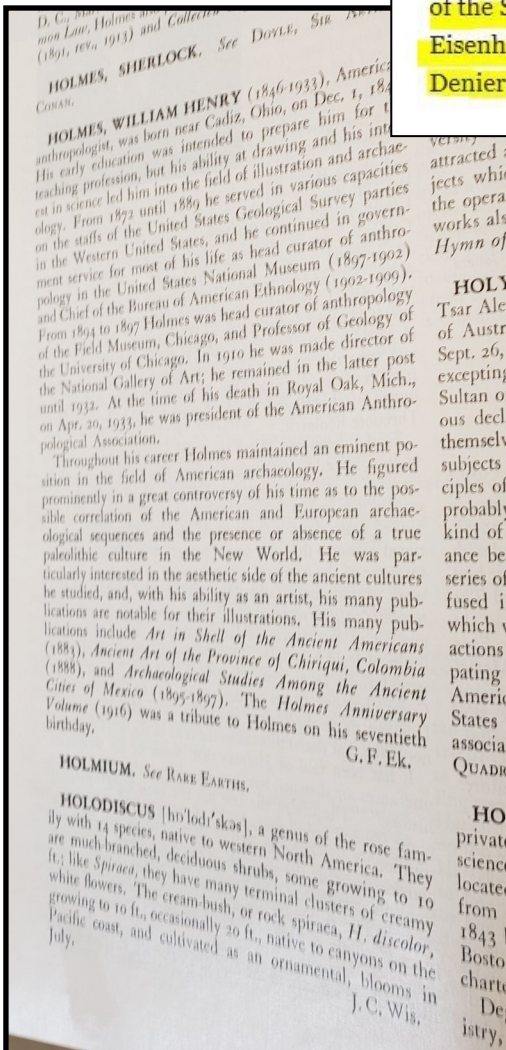 D. C.,
mon Law, Holmes
(1891, rev., 1913) and Collected
HOLMES, SHERLOCK. See DOYLE, SIR
CONAN.
HOLMES, WILLIAM HENRY (1846-1933), America
anthropologist, was born near Cadiz, Ohio, on Dec. 1, 184
His early education was intended to prepare him for t
teaching profession, but his ability at drawing and his int
est in science led him into the field of illustration and archae-
ology. From 1872 until 1889 he served in various capacities
on the staffs of the United States Geological Survey parties
in the Western United States, and he continued in govern-
ment service for most of his life as head curator of anthro-
pology in the United States National Museum (1897-1902)
and Chief of the Bureau of American Ethnology (1902-1909).
From 1894 to 1897 Holmes was head curator of anthropology
of the Field Museum, Chicago, and Professor of Geology of
the University of Chicago. In 1910 he was made director of
the National Gallery of Art; he remained in the latter post
until 1932. At the time of his death in Royal Oak, Mich.,
on Apr. 20, 1933, he was president of the American Anthro-
pological Association.
Throughout his career Holmes maintained an eminent po-
sition in the field of American archaeology. He figured
prominently in a great controversy of his time as to the pos-
sible correlation of the American and European archae-
ological sequences and the presence or absence of a true
paleolithic culture in the New World. He was par-
ticularly interested in the aesthetic side of the ancient cultures
he studied, and, with his ability as an artist, his many pub-
lications are notable for their illustrations. His many pub-
lications include Art in Shell of the Ancient Americans
(1883), Ancient Art of the Province of Chiriqui, Colombia
(1888), and Archaeological Studies Among the Ancient
Cities of Mexico (1895-1897). The Holmes Anniversary
Volume (1916) was a tribute to Holmes on his seventieth
birthday.
G. F. Ek.
HOLMIUM. See RARE EARTHS.
HOLODISCUS [hŏ'lodɪ'skəs], a genus of the rose fam-
ily with 14 species, native to western North America. They
are much-branched, deciduous shrubs, some growing to 10
ft.; like Spiraea, they have many terminal clusters of creamy
white flowers. The cream-bush, or rock spiraea, H. discolor,
growing to 10 ft., occasionally 20 ft., native to canyons on the
Pacific coast, and cultivated as an ornamental, blooms in
July.
J. C. Wis.
of the S
Eisenh
Denier
versity
attracted a
jects whic
the opera
works als
Hymn of
HOLY
Tsar Ale
of Austr
Sept. 26,
excepting
Sultan o
ous decl
themselv
subjects
ciples of
probably
kind of
ance be
series of
fused i
which w
actions
pating
Americ
States
associa
QUADR
HO
private
science
located
from
1843
Bosto
charte
De
istry,